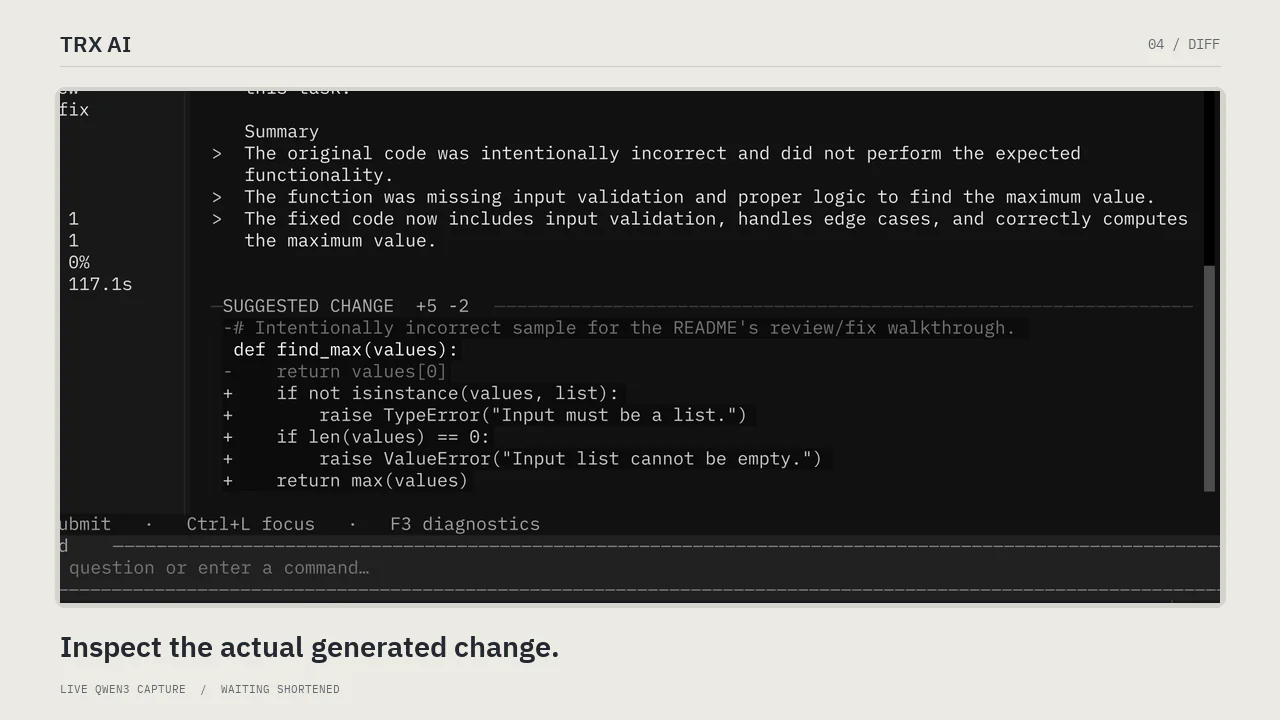 TRX AI
04 / DIFF
this task.
fix
Summary
> The original code was intentionally incorrect and did not perform the expected
functionality.
> The function was missing input validation and proper logic to find the maximum value.
1
> The fixed code now includes input validation, handles edge cases, and correctly computes
1
the maximum value.
0%
117.1s
SUGGESTED CHANGE +5 -2
-# Intentionally incorrect sample for the README's review/fix walkthrough.
 def find_max(values):
-    return values[0]
+    if not isinstance(values, list):
+        raise TypeError("Input must be a list.")
+    if len(values) == 0:
+        raise ValueError("Input list cannot be empty.")
+    return max(values)
ubmit · Ctrl+L focus · F3 diagnostics
d
question or enter a command…
Inspect the actual generated change.
LIVE QWEN3 CAPTURE / WAITING SHORTENED